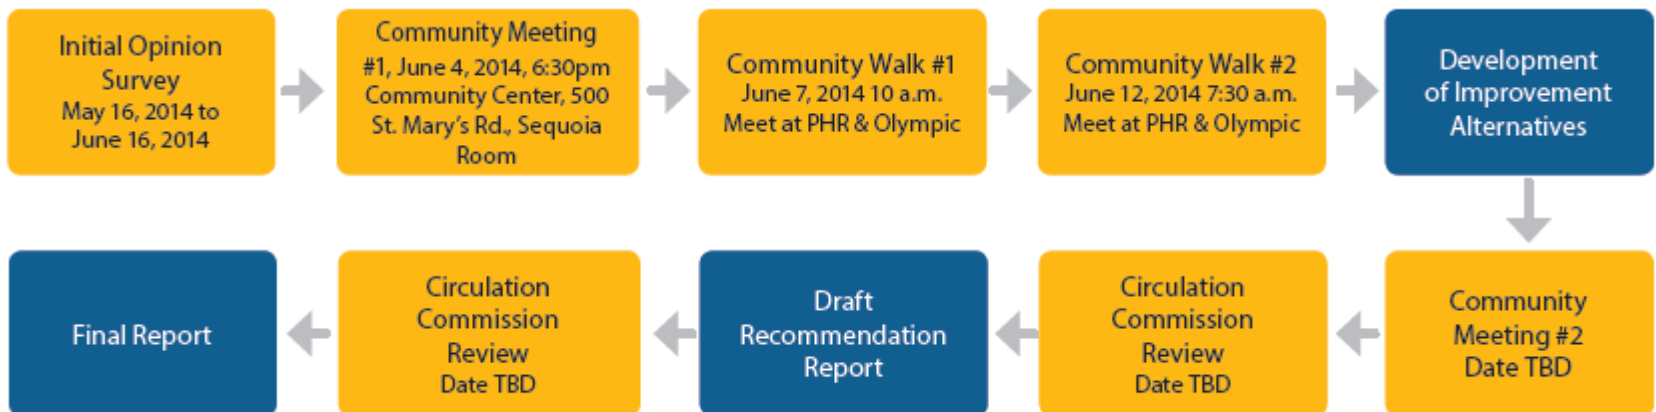 Initial Opinion
Survey
May 16, 2014 to
June 16, 2014
Community Meeting
#1, June 4, 2014, 6:30pm
Community Center, 500
St. Mary's Rd., Sequoia
Room
Community Walk #1
June 7, 2014 10 a.m.
Meet at PHR & Olympic
Community Walk #2
June 12, 2014 7:30 a.m.
Meet at PHR & Olympic
Development
of Improvement
Alternatives
Community
Meeting #2
Date TBD
Circulation
Commission
Review
Date TBD
Draft
Recommendation
Report
Circulation
Commission
Review
Date TBD
Final Report